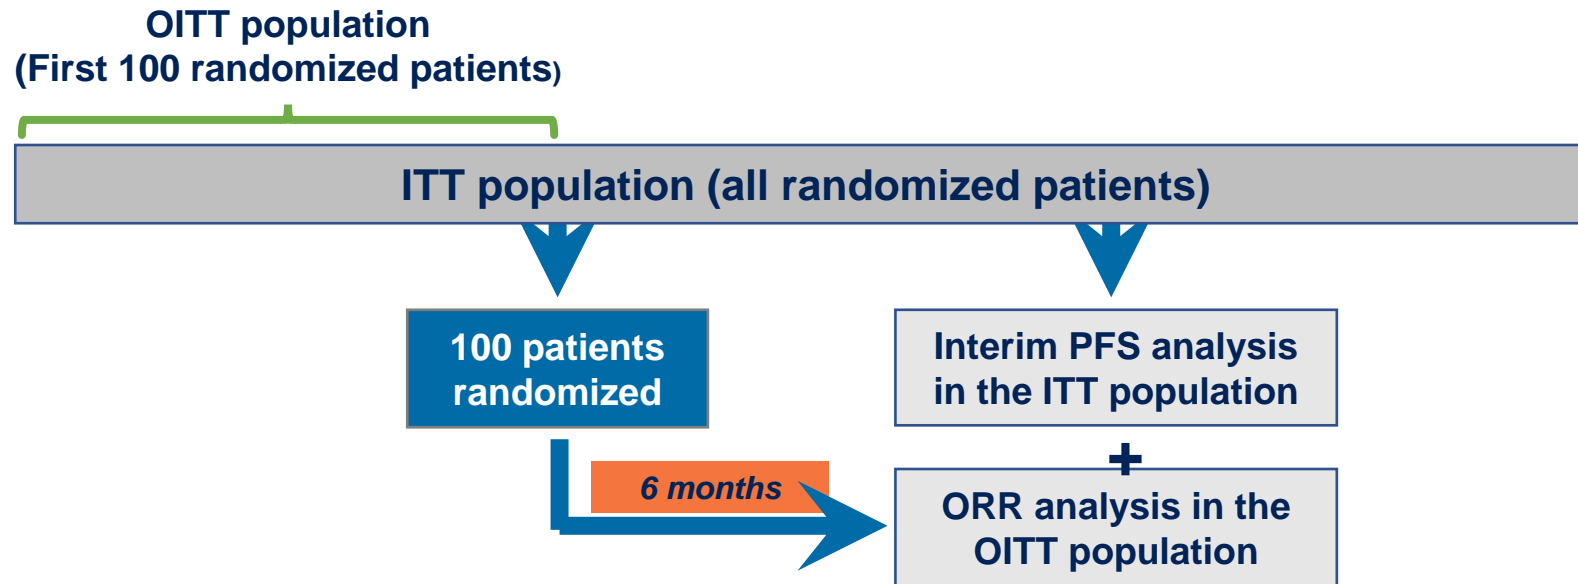 OITT population
(First 100 randomized patients)
ITT population (all randomized patients)
100 patients
randomized
Interim PFS analysis
in the ITT population
+
6 months
ORR analysis in the
OITT population